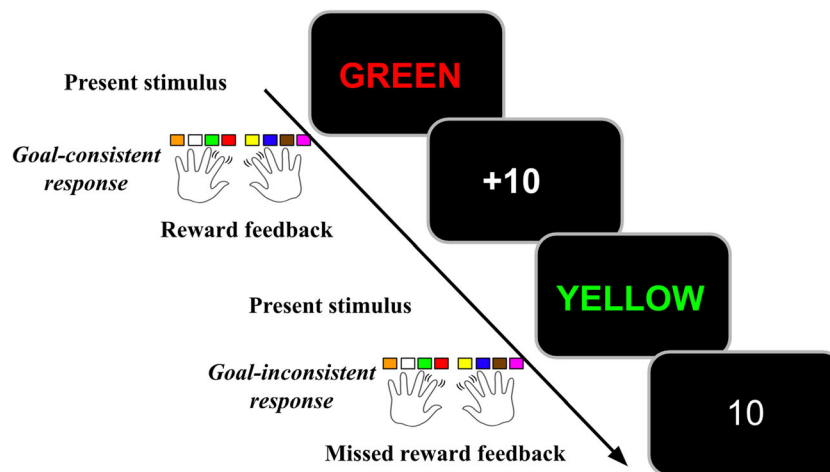 Present stimulus
GREEN
Goal-consistent
response
+10
Reward feedback
Present stimulus
YELLOW
Goal-inconsistent
response
10
Missed reward feedback